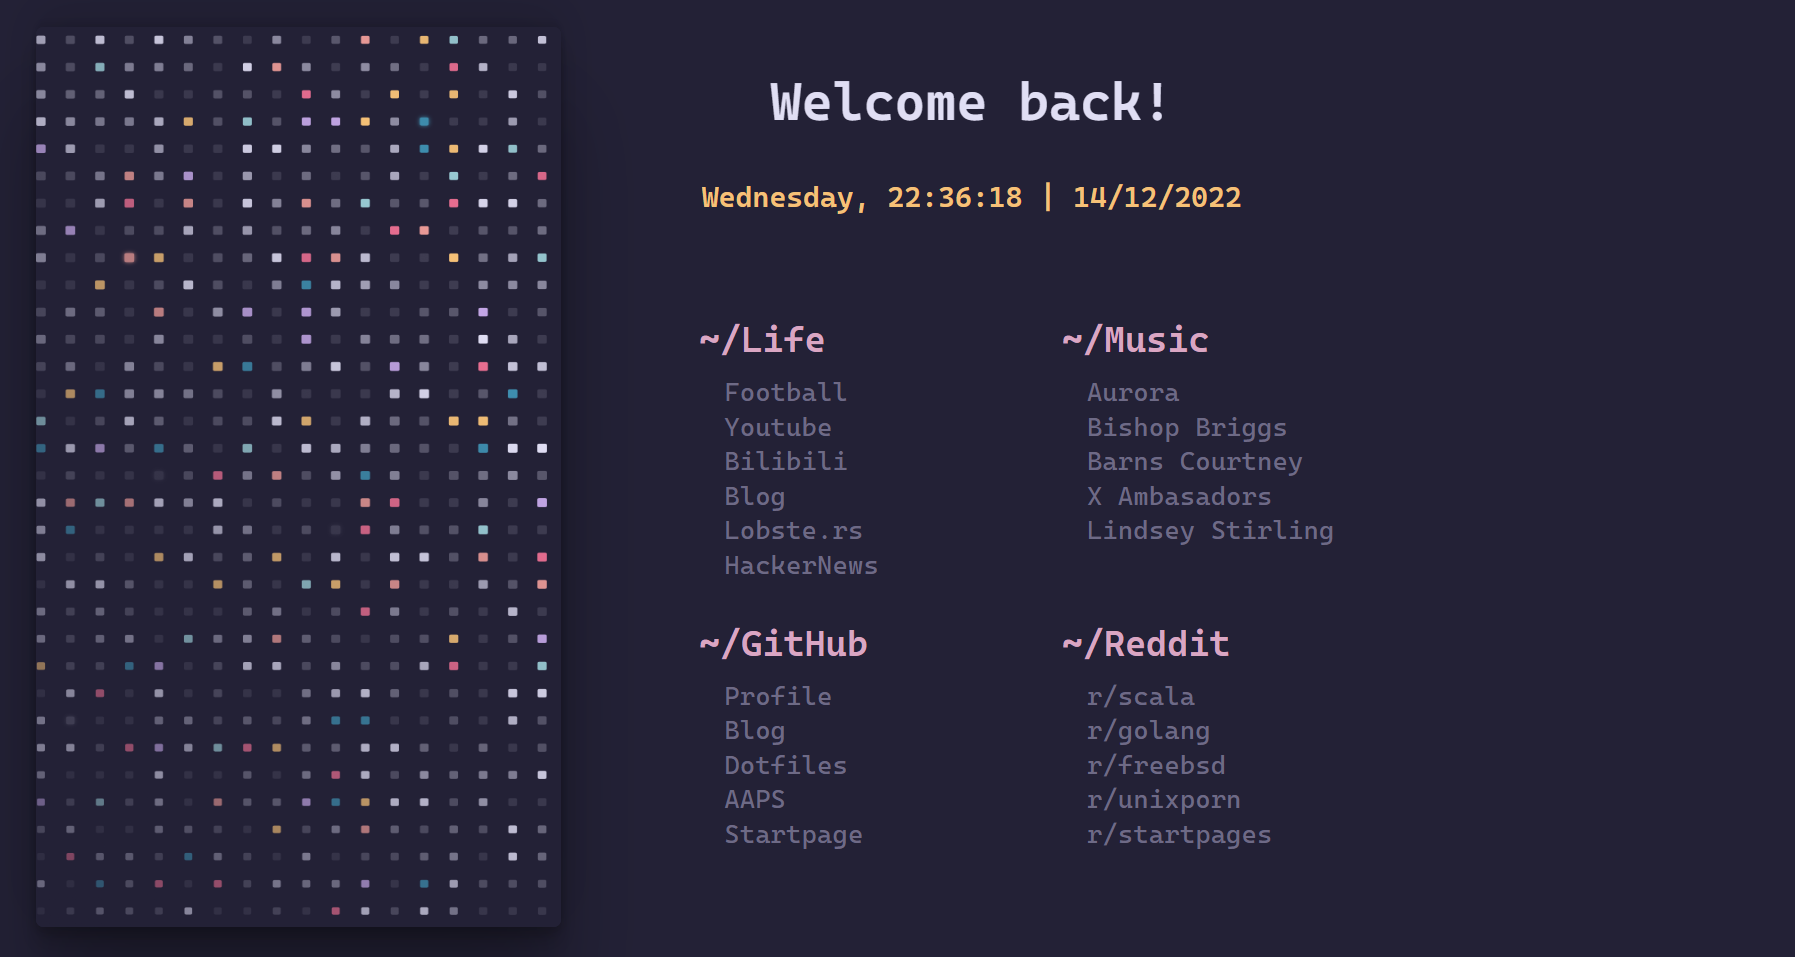 Welcome back!
Wednesday, 22:36:18 | 14/12/2022
~/Life
Football
Youtube
Bilibili
Blog
Lobste.rs
HackerNews
~/Music
Aurora
Bishop Briggs
Barns Courtney
X Ambasadors
Lindsey Stirling
~/GitHub
Profile
Blog
Dotfiles
AAPS
Startpage
~/Reddit
r/scala
r/golang
r/freebsd
r/unixporn
r/startpages